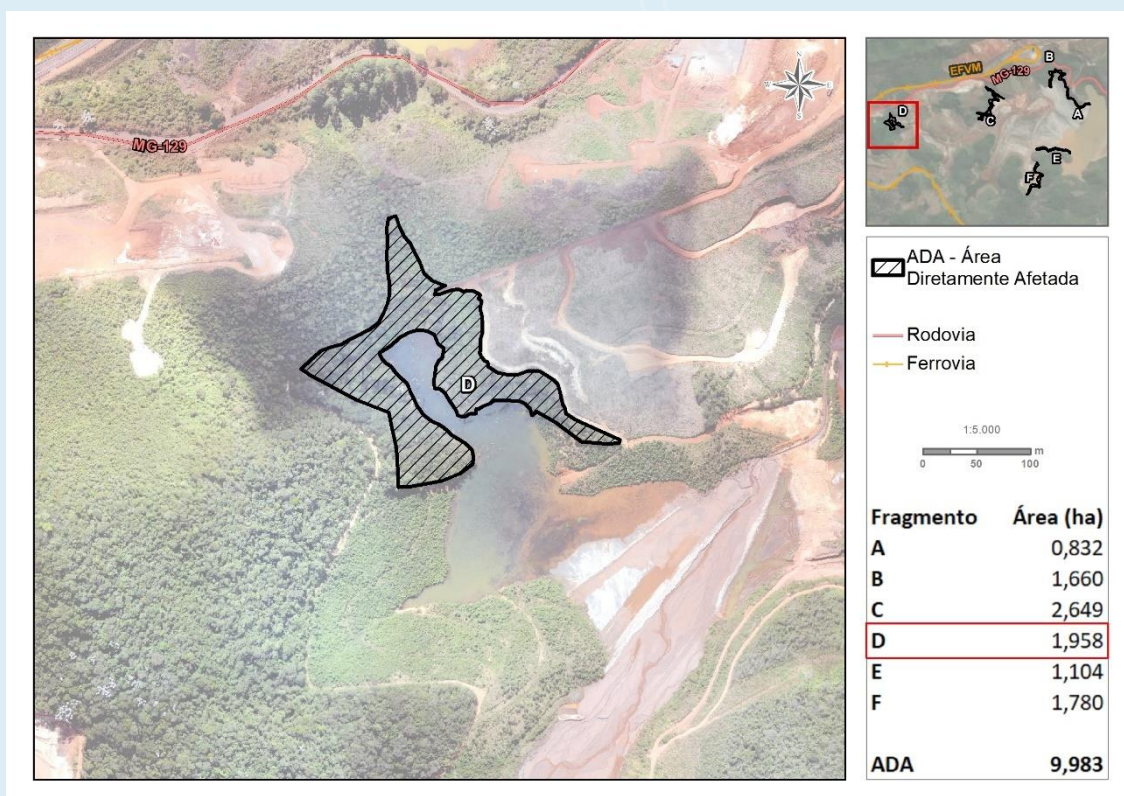 MG-129
D
N
W
E
S
EFVM
MG-129
B
D
C
A
E
F
ADA - Área
Diretamente Afetada
Rodovia
Ferrovia
1:5.000
m
0 50 100
Fragmento Área (ha)
A 0,832
B 1,660
C 2,649
D 1,958
E 1,104
F 1,780
ADA 9,983